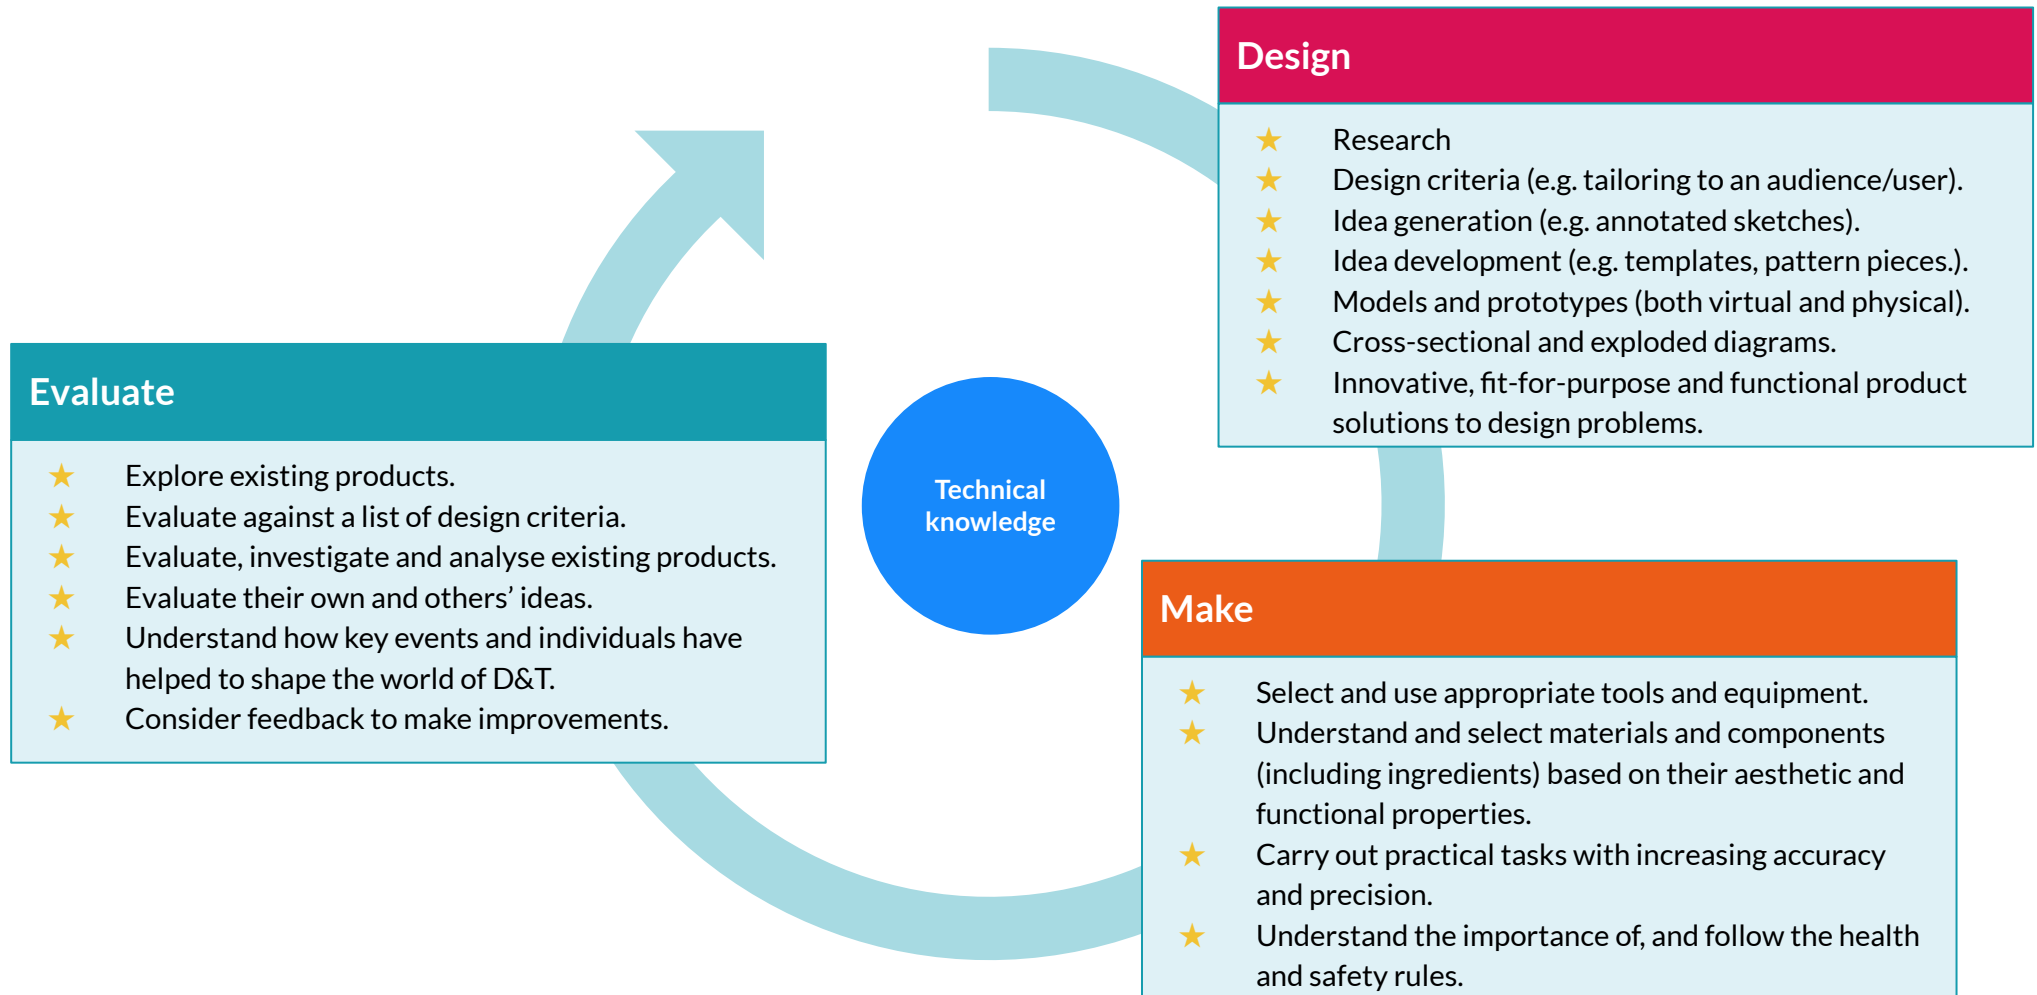 Design
★ Research
★ Design criteria (e.g. tailoring to an audience/user).
★ Idea generation (e.g. annotated sketches).
★ Idea development (e.g. templates, pattern pieces.).
★ Models and prototypes (both virtual and physical).
★ Cross-sectional and exploded diagrams.
★ Innovative, fit-for-purpose and functional product
solutions to design problems.
Evaluate
★ Explore existing products.
★ Evaluate against a list of design criteria.
★ Evaluate, investigate and analyse existing products.
★ Evaluate their own and others’ ideas.
★ Understand how key events and individuals have
helped to shape the world of D&T.
★ Consider feedback to make improvements.
Technical
knowledge
Make
★ Select and use appropriate tools and equipment.
★ Understand and select materials and components
(including ingredients) based on their aesthetic and
functional properties.
★ Carry out practical tasks with increasing accuracy
and precision.
★ Understand the importance of, and follow the health
and safety rules.